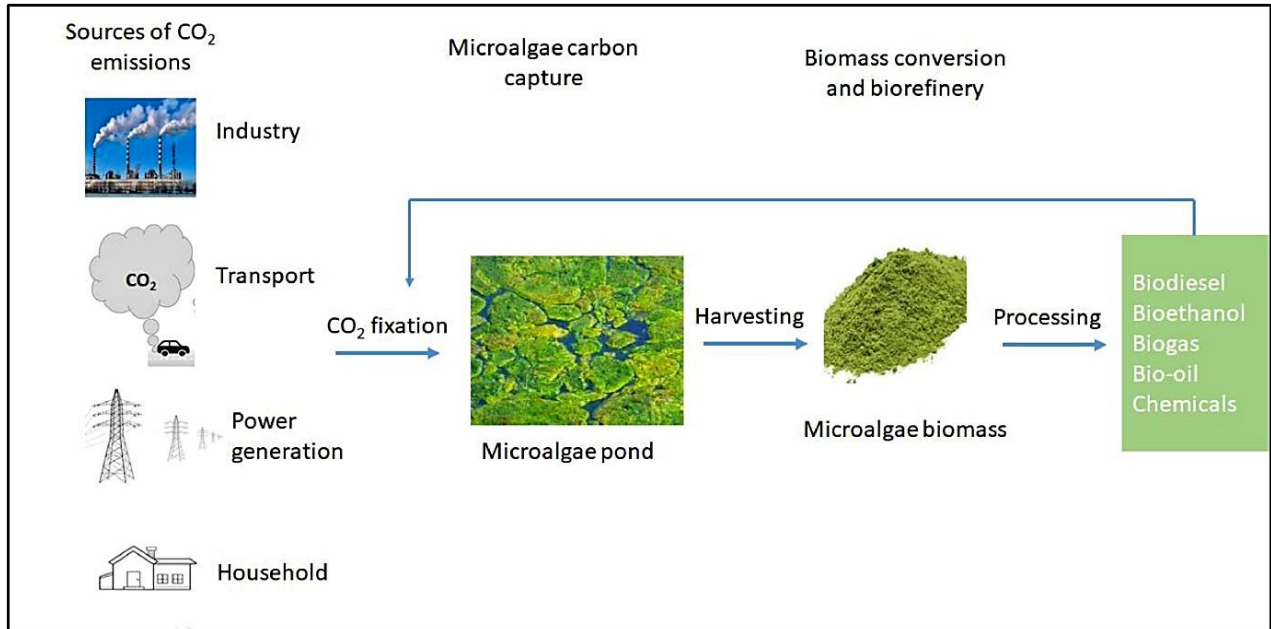 Sources of CO₂
emissions
Microalgae carbon
capture
Biomass conversion
and biorefinery
Industry
CO₂
Transport
CO₂ fixation
Harvesting
Processing
Biodiesel
Bioethanol
Biogas
Bio-oil
Chemicals
Power
generation
Microalgae pond
Microalgae biomass
Household